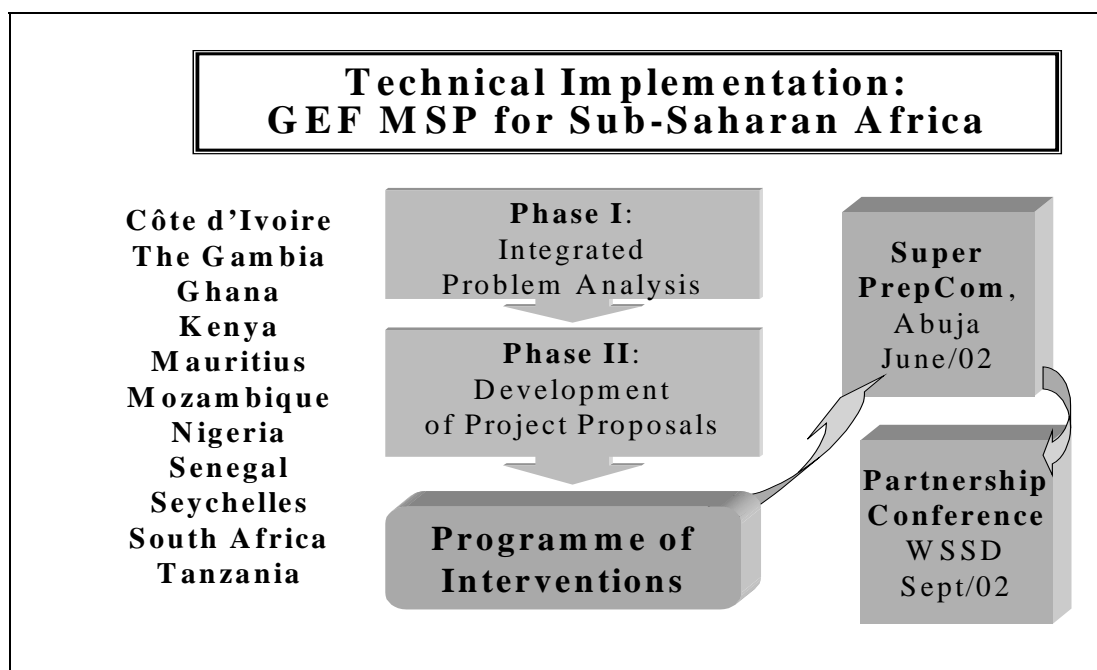 Technical Implementation:
GEF MSP for Sub-Saharan Africa
Côte d'Ivoire
The Gambia
Ghana
Kenya
Mauritius
Mozambique
Nigeria
Senegal
Seychelles
South Africa
Tanzania
Phase I:
Integrated
Problem Analysis
Phase II:
Development
of Project Proposals
Programme of
Interventions
Super
PrepCom,
Abuja
June/02
Partnership
Conference
WSSD
Sept/02